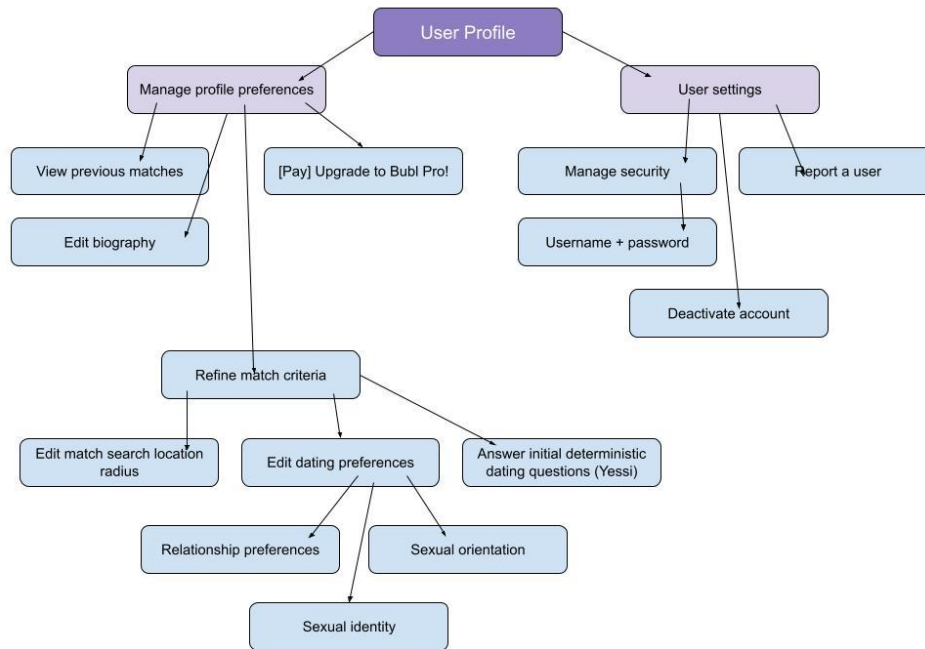 User Profile
Manage profile preferences
User settings
View previous matches
[Pay] Upgrade to Bubl Pro!
Manage security
Report a user
Edit biography
Username + password
Deactivate account
Refine match criteria
Edit match search location
radius
Edit dating preferences
Answer initial deterministic
dating questions (Yessi)
Relationship preferences
Sexual orientation
Sexual identity